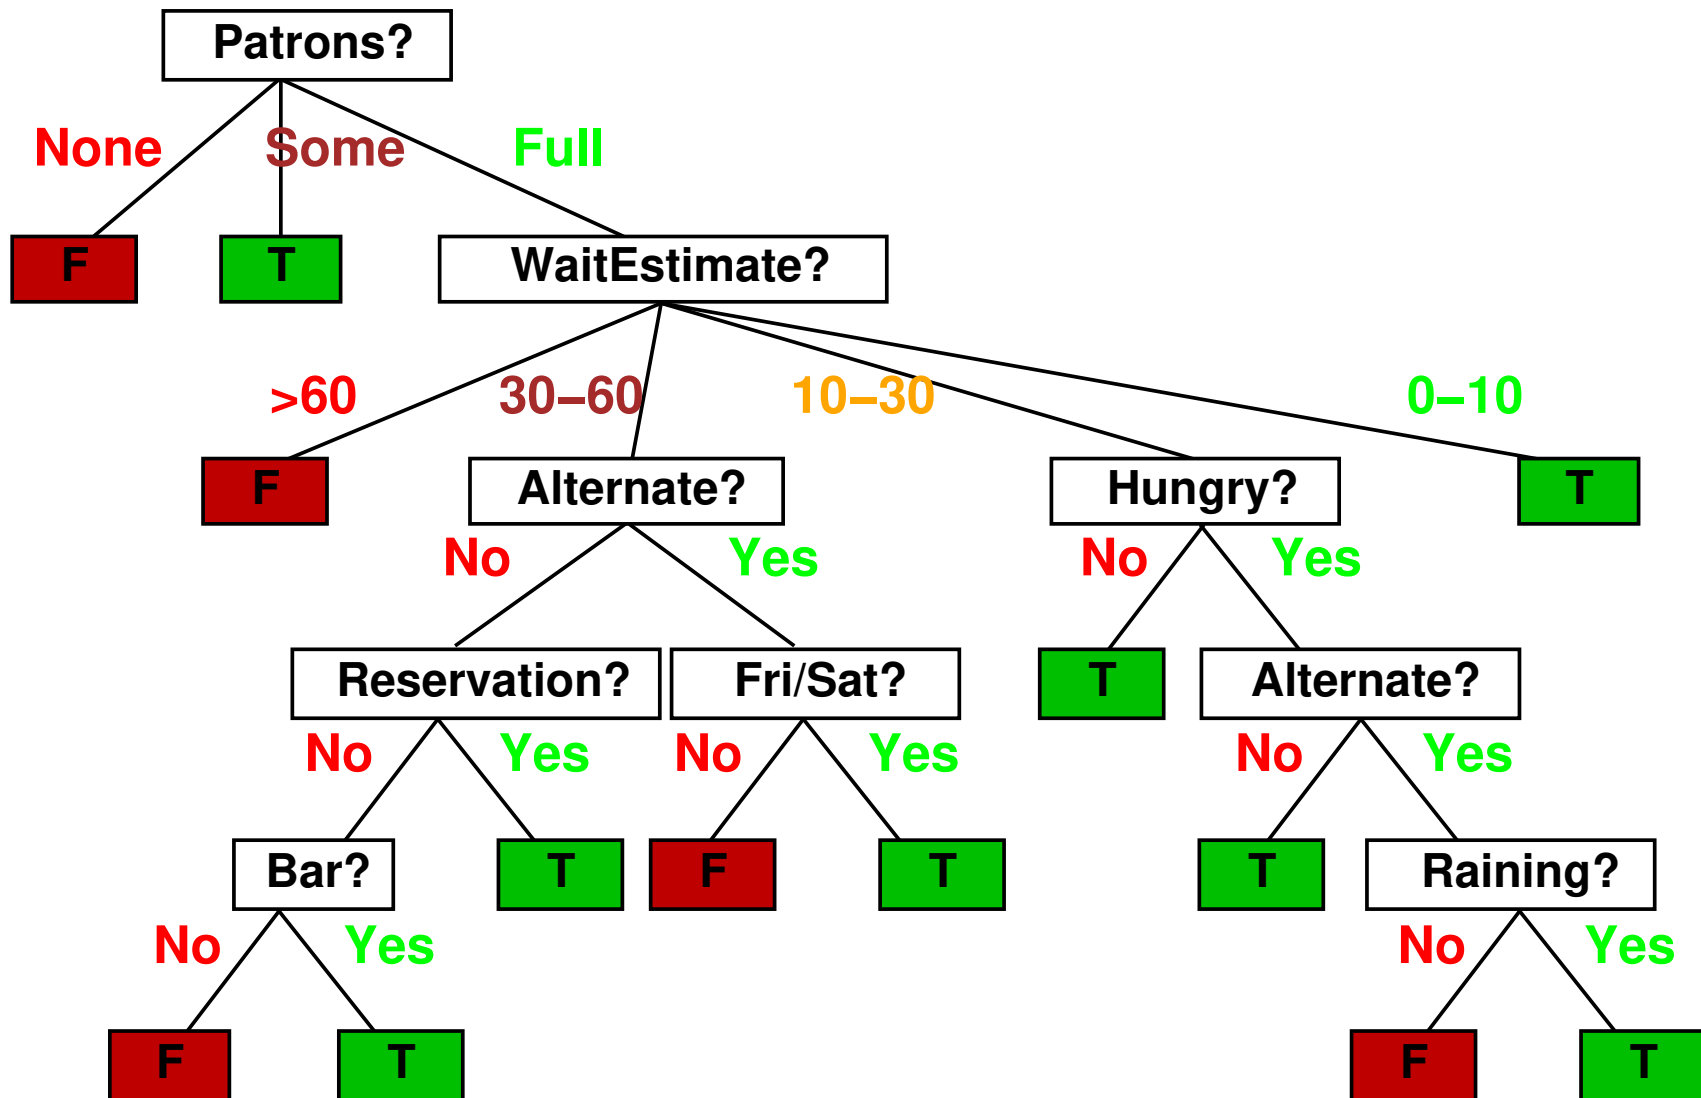 Patrons?
None Some Full
F T WaitEstimate?
>60 30–60 10–30 0–10
F Alternate? Hungry? T
No Yes No Yes
Reservation? Fri/Sat? T Alternate?
No Yes No Yes No Yes
Bar? T F T T Raining?
No Yes No Yes
F T F T